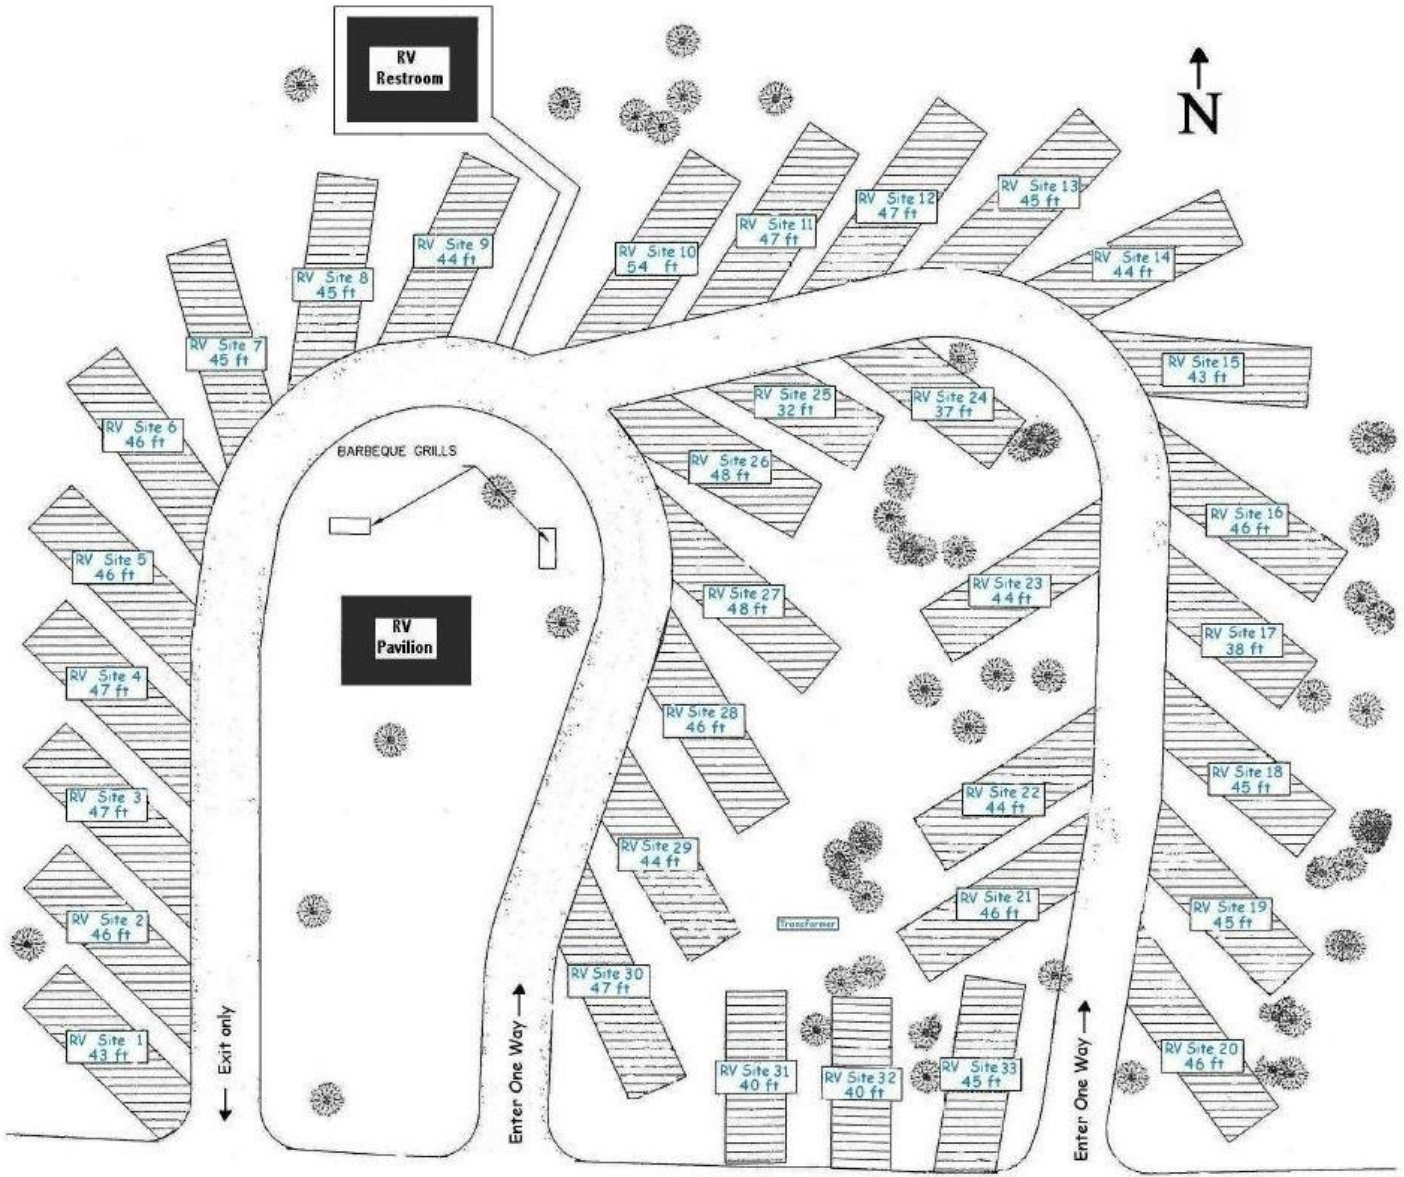 RV
Restroom
N
RV Site 13
45 ft
RV Site 12
47 ft
RV Site 11
47 ft
RV Site 10
54 ft
RV Site 9
44 ft
RV Site 8
45 ft
RV Site 14
44 ft
RV Site 7
45 ft
RV Site 15
43 ft
RV Site 25
32 ft
RV Site 24
37 ft
RV Site 6
46 ft
BARBEQUE GRILLS
RV Site 26
48 ft
RV Site 16
46 ft
RV Site 5
46 ft
RV Site 23
44 ft
RV Site 27
48 ft
RV
Pavilion
RV Site 17
38 ft
RV Site 4
47 ft
RV Site 28
46 ft
RV Site 18
45 ft
RV Site 3
47 ft
RV Site 22
44 ft
RV Site 29
44 ft
RV Site 21
46 ft
RV Site 19
45 ft
RV Site 2
46 ft
Transformer
RV Site 30
47 ft
RV Site 1
43 ft
Exit only
Enter One Way
RV Site 31
40 ft
RV Site 32
40 ft
RV Site 33
45 ft
Enter One Way
RV Site 20
46 ft